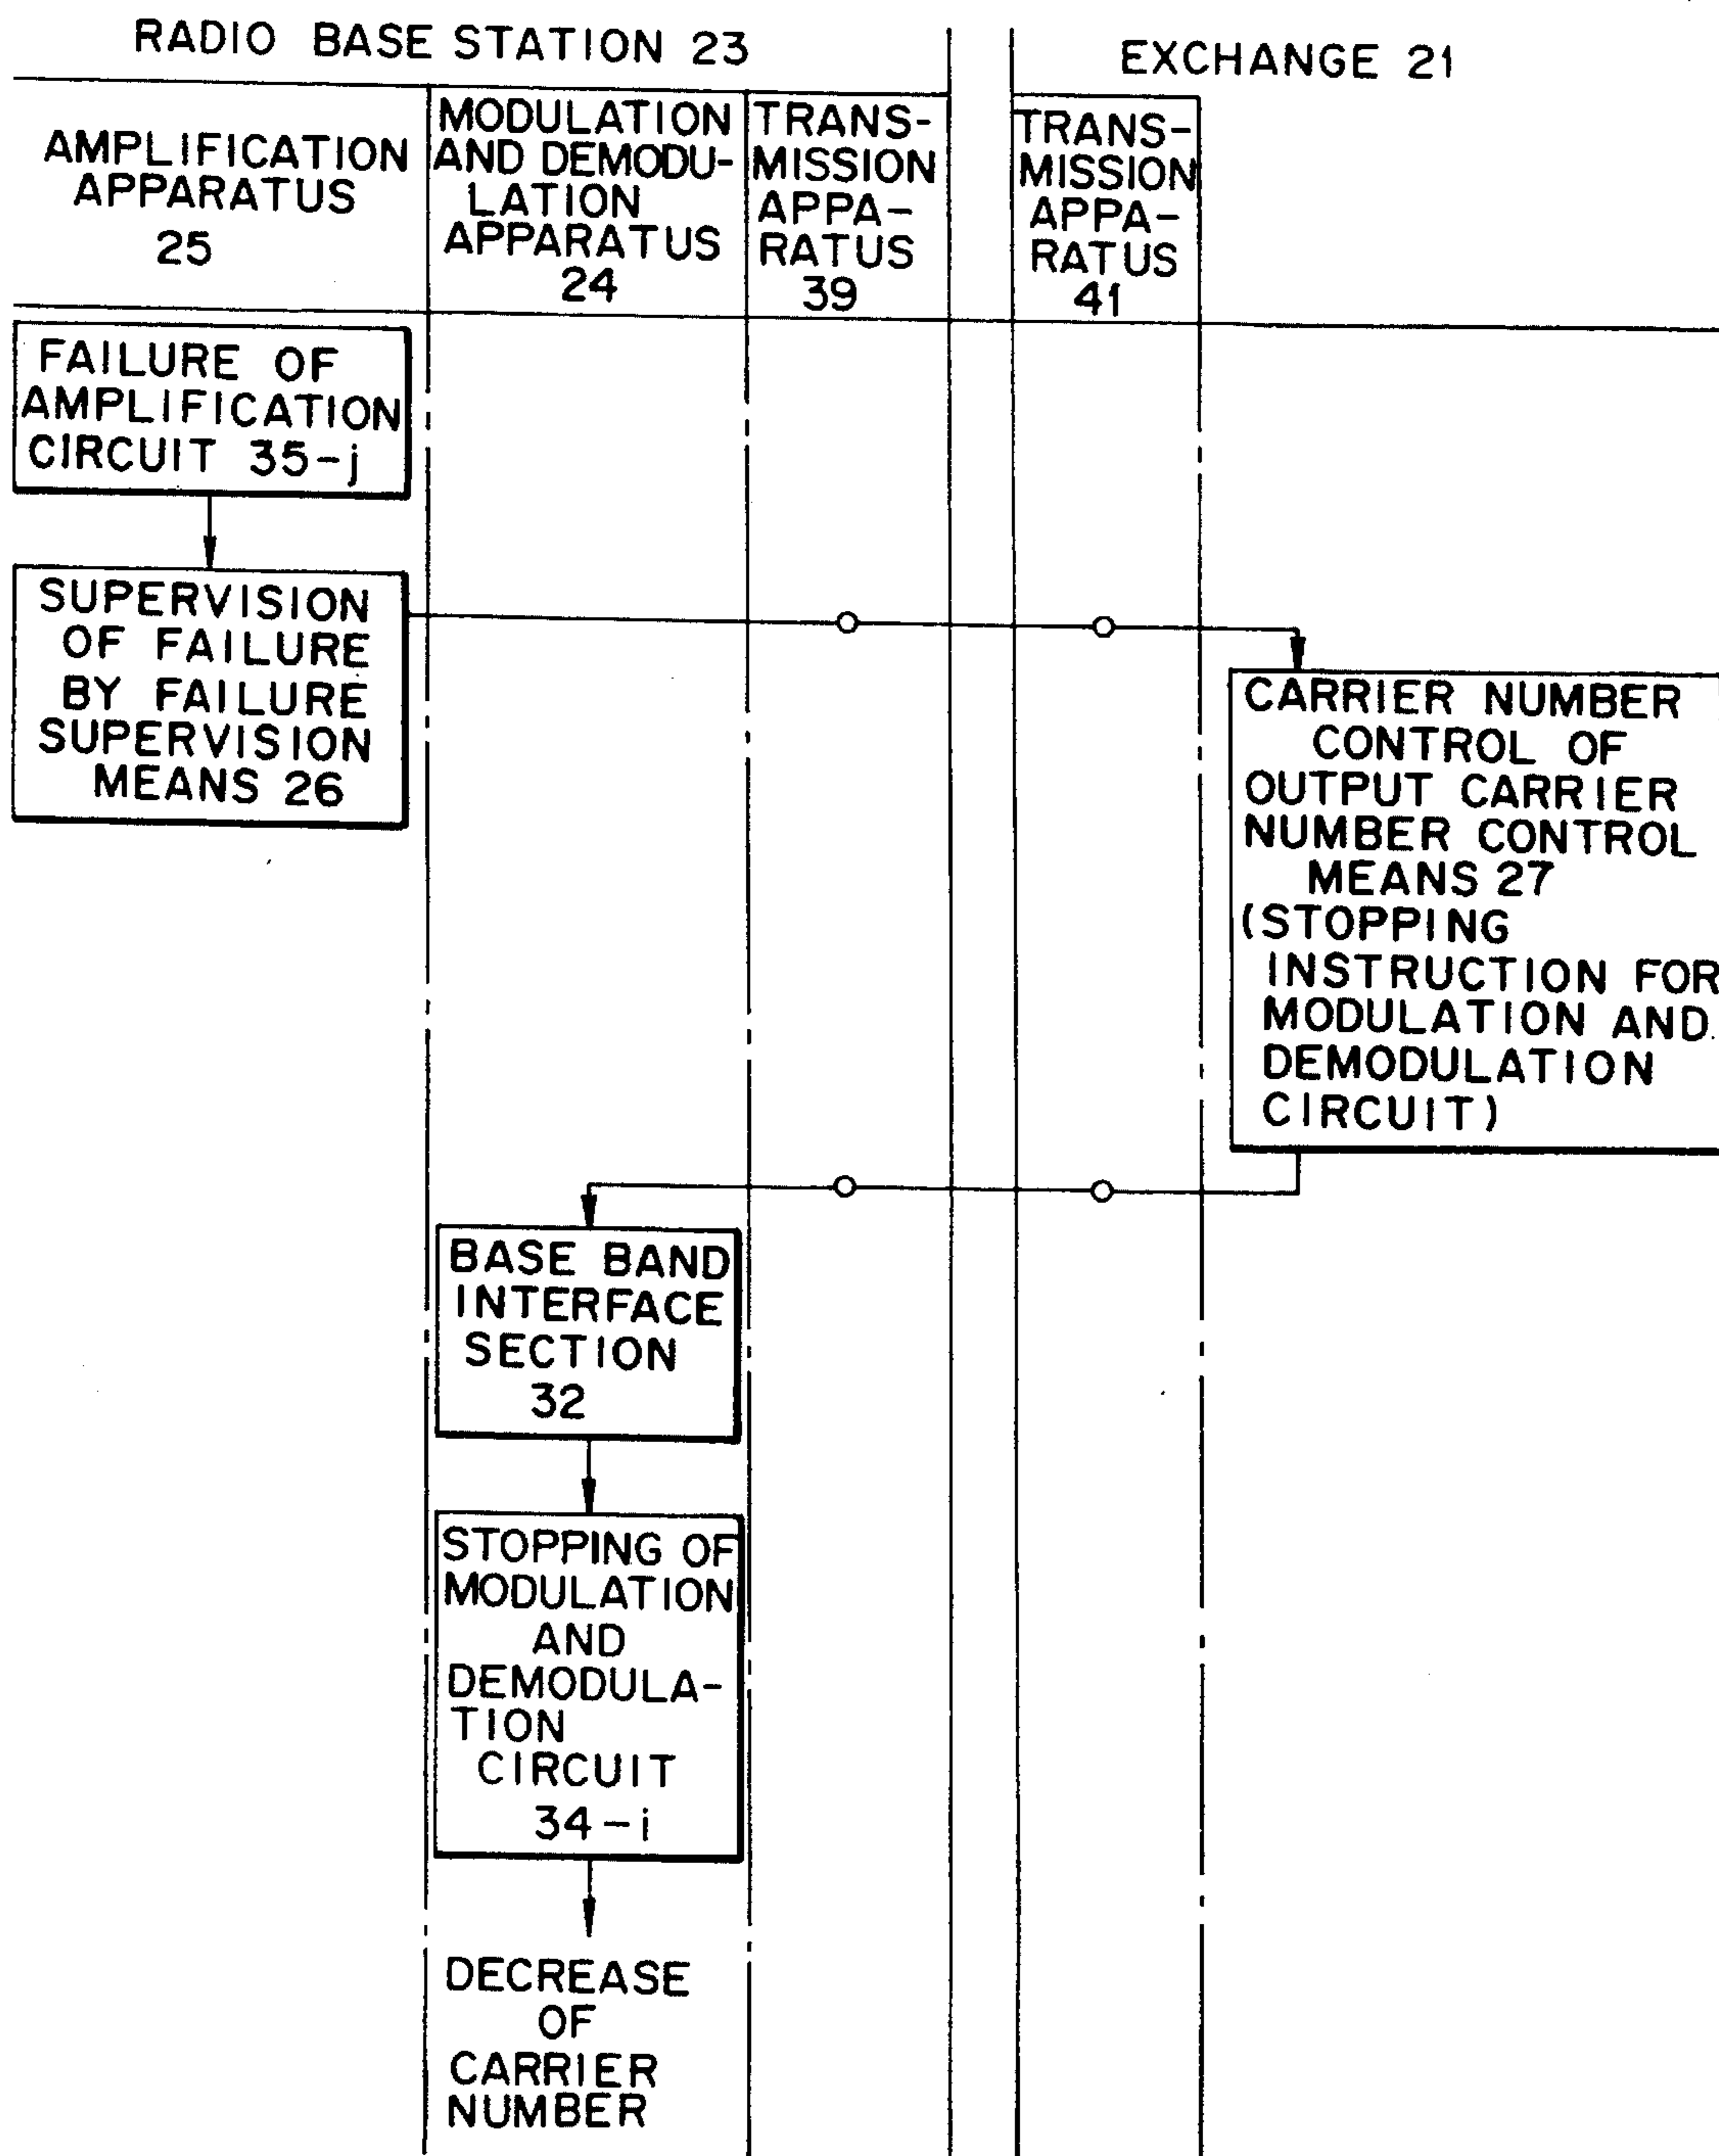 RADIO BASE STATION 23
EXCHANGE 21
AMPLIFICATION
APPARATUS
25
MODULATION
AND DEMODU-
LATION
APPARATUS
24
TRANS-
MISSION
APPA-
RATUS
39
TRANS-
MISSION
APPA-
RATUS
41
FAILURE OF
AMPLIFICATION
CIRCUIT 35-j
SUPERVISION
OF FAILURE
BY FAILURE
SUPERVISION
MEANS 26
CARRIER NUMBER
CONTROL OF
OUTPUT CARRIER
NUMBER CONTROL
MEANS 27
(STOPPING
INSTRUCTION FOR
MODULATION AND
DEMODULATION
CIRCUIT)
BASE BAND
INTERFACE
SECTION
32
STOPPING OF
MODULATION
AND
DEMODULA-
TION
CIRCUIT
34-i
DECREASE
OF
CARRIER
NUMBER